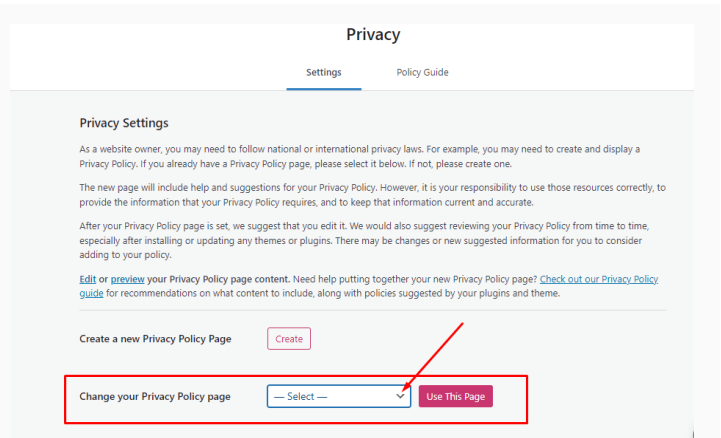 Privacy
Settings
Policy Guide
Privacy Settings
As a website owner, you may need to follow national or international privacy laws. For example, you may need to create and display a
Privacy Policy. If you already have a Privacy Policy page, please select it below. If not, please create one.
The new page will include help and suggestions for your Privacy Policy. However, it is your responsibility to use those resources correctly, to
provide the information that your Privacy Policy requires, and to keep that information current and accurate.
After your Privacy Policy page is set, we suggest that you edit it. We would also suggest reviewing your Privacy Policy from time to time,
especially after installing or updating any themes or plugins. There may be changes or new suggested information for you to consider
adding to your policy.
Edit or preview your Privacy Policy page content. Need help putting together your new Privacy Policy page? Check out our Privacy Policy
guide for recommendations on what content to include, along with policies suggested by your plugins and theme.
Create a new Privacy Policy Page
Create
Change your Privacy Policy page
— Select —
Use This Page